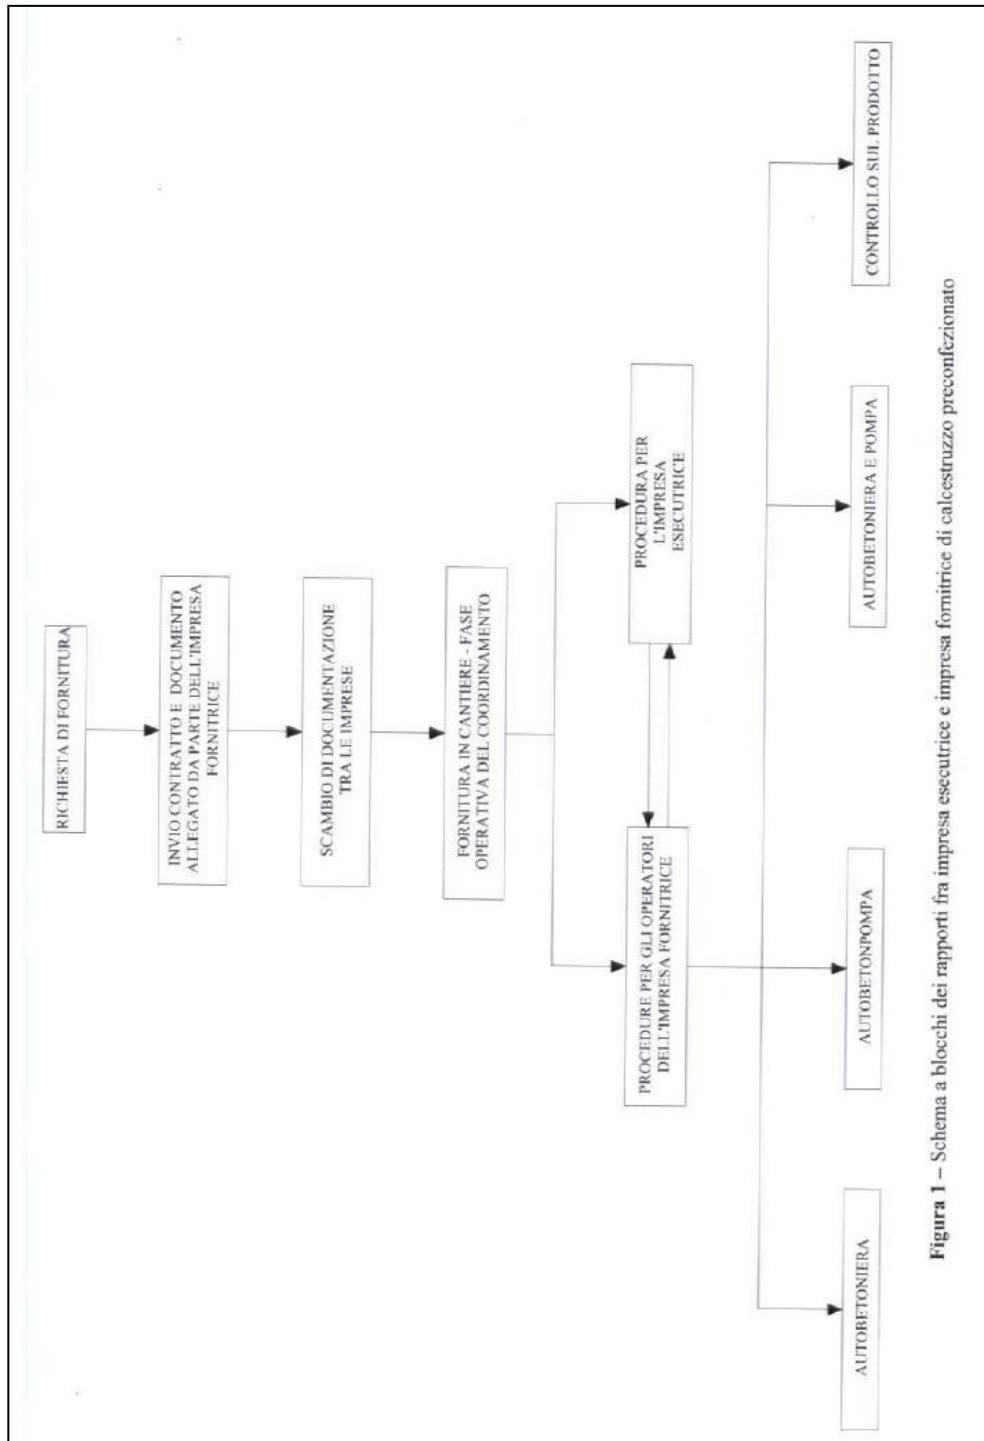 RICHIESTA DI FORNITURA
INVIO CONTRATTO E DOCUMENTO
ALLEGATO DA PARTE DELL'IMPRESA
FORNITRICE
SCAMBIO DI DOCUMENTAZIONE
TRA LE IMPRESE
FORNITURA IN CANTIERE - FASE
OPERATIVA DEL COORDINAMENTO
PROCEDURE PER GLI OPERATORI
DELL'IMPRESA FORNITRICE
PROCEDURA PER
L'IMPRESA
ESECUTRICE
AUTOBETONIERA
AUTOBETONPOMPA
AUTOBETONIERA E POMPA
CONTROLLO SUL PRODOTTO
Figura 1 – Schema a blocchi dei rapporti fra impresa esecutrice e impresa fornitrice di calcestruzzo preconfezionato